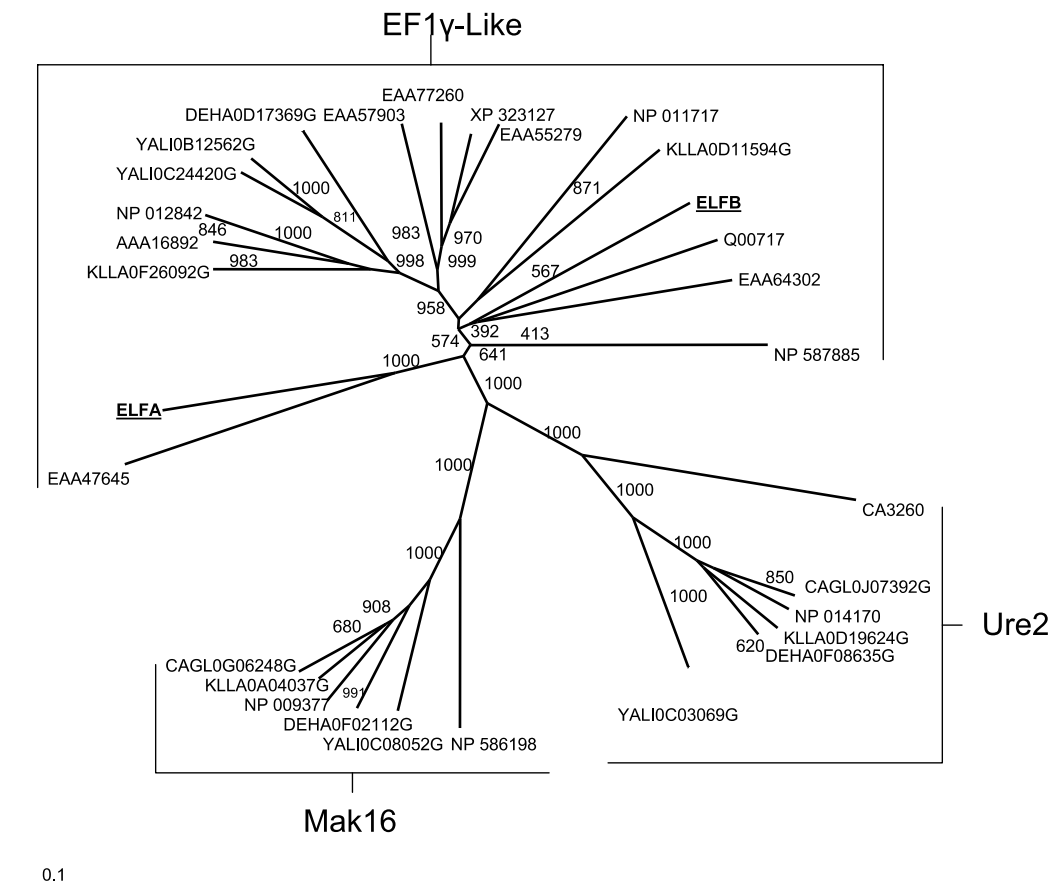 EF1γ-Like
EAA77260
DEHA0D17369G EAA57903 XP 323127 NP 011717
EAA55279
YALI0B12562G KLLA0D11594G
YALI0C24420G
1000 871
NP 012842 811 ELFB
846 1000 983 970
AAA16892 Q00717
983 998 999 567
KLLA0F26092G EAA64302
958
574 392 413
641 NP 587885
1000
1000
ELFA
1000
1000
EAA47645
1000
CA3260
1000 1000
850
CAGL0J07392G
1000
908 NP 014170
680 620 KLLA0D19624G
DEHA0F08635G
Ure2
CAGL0G06248G
KLLA0A04037G
991
NP 009377
DEHA0F02112G YALI0C03069G
YALI0C08052G NP 586198
Mak16
0.1